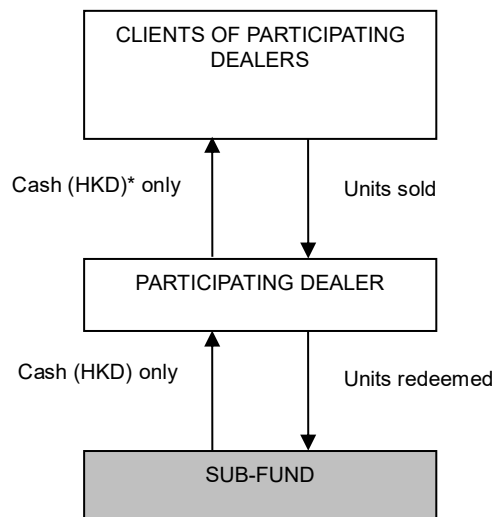 CLIENTS OF PARTICIPATING
DEALERS
Cash (HKD)* only
Units sold
PARTICIPATING DEALER
Cash (HKD) only
Units redeemed
SUB-FUND